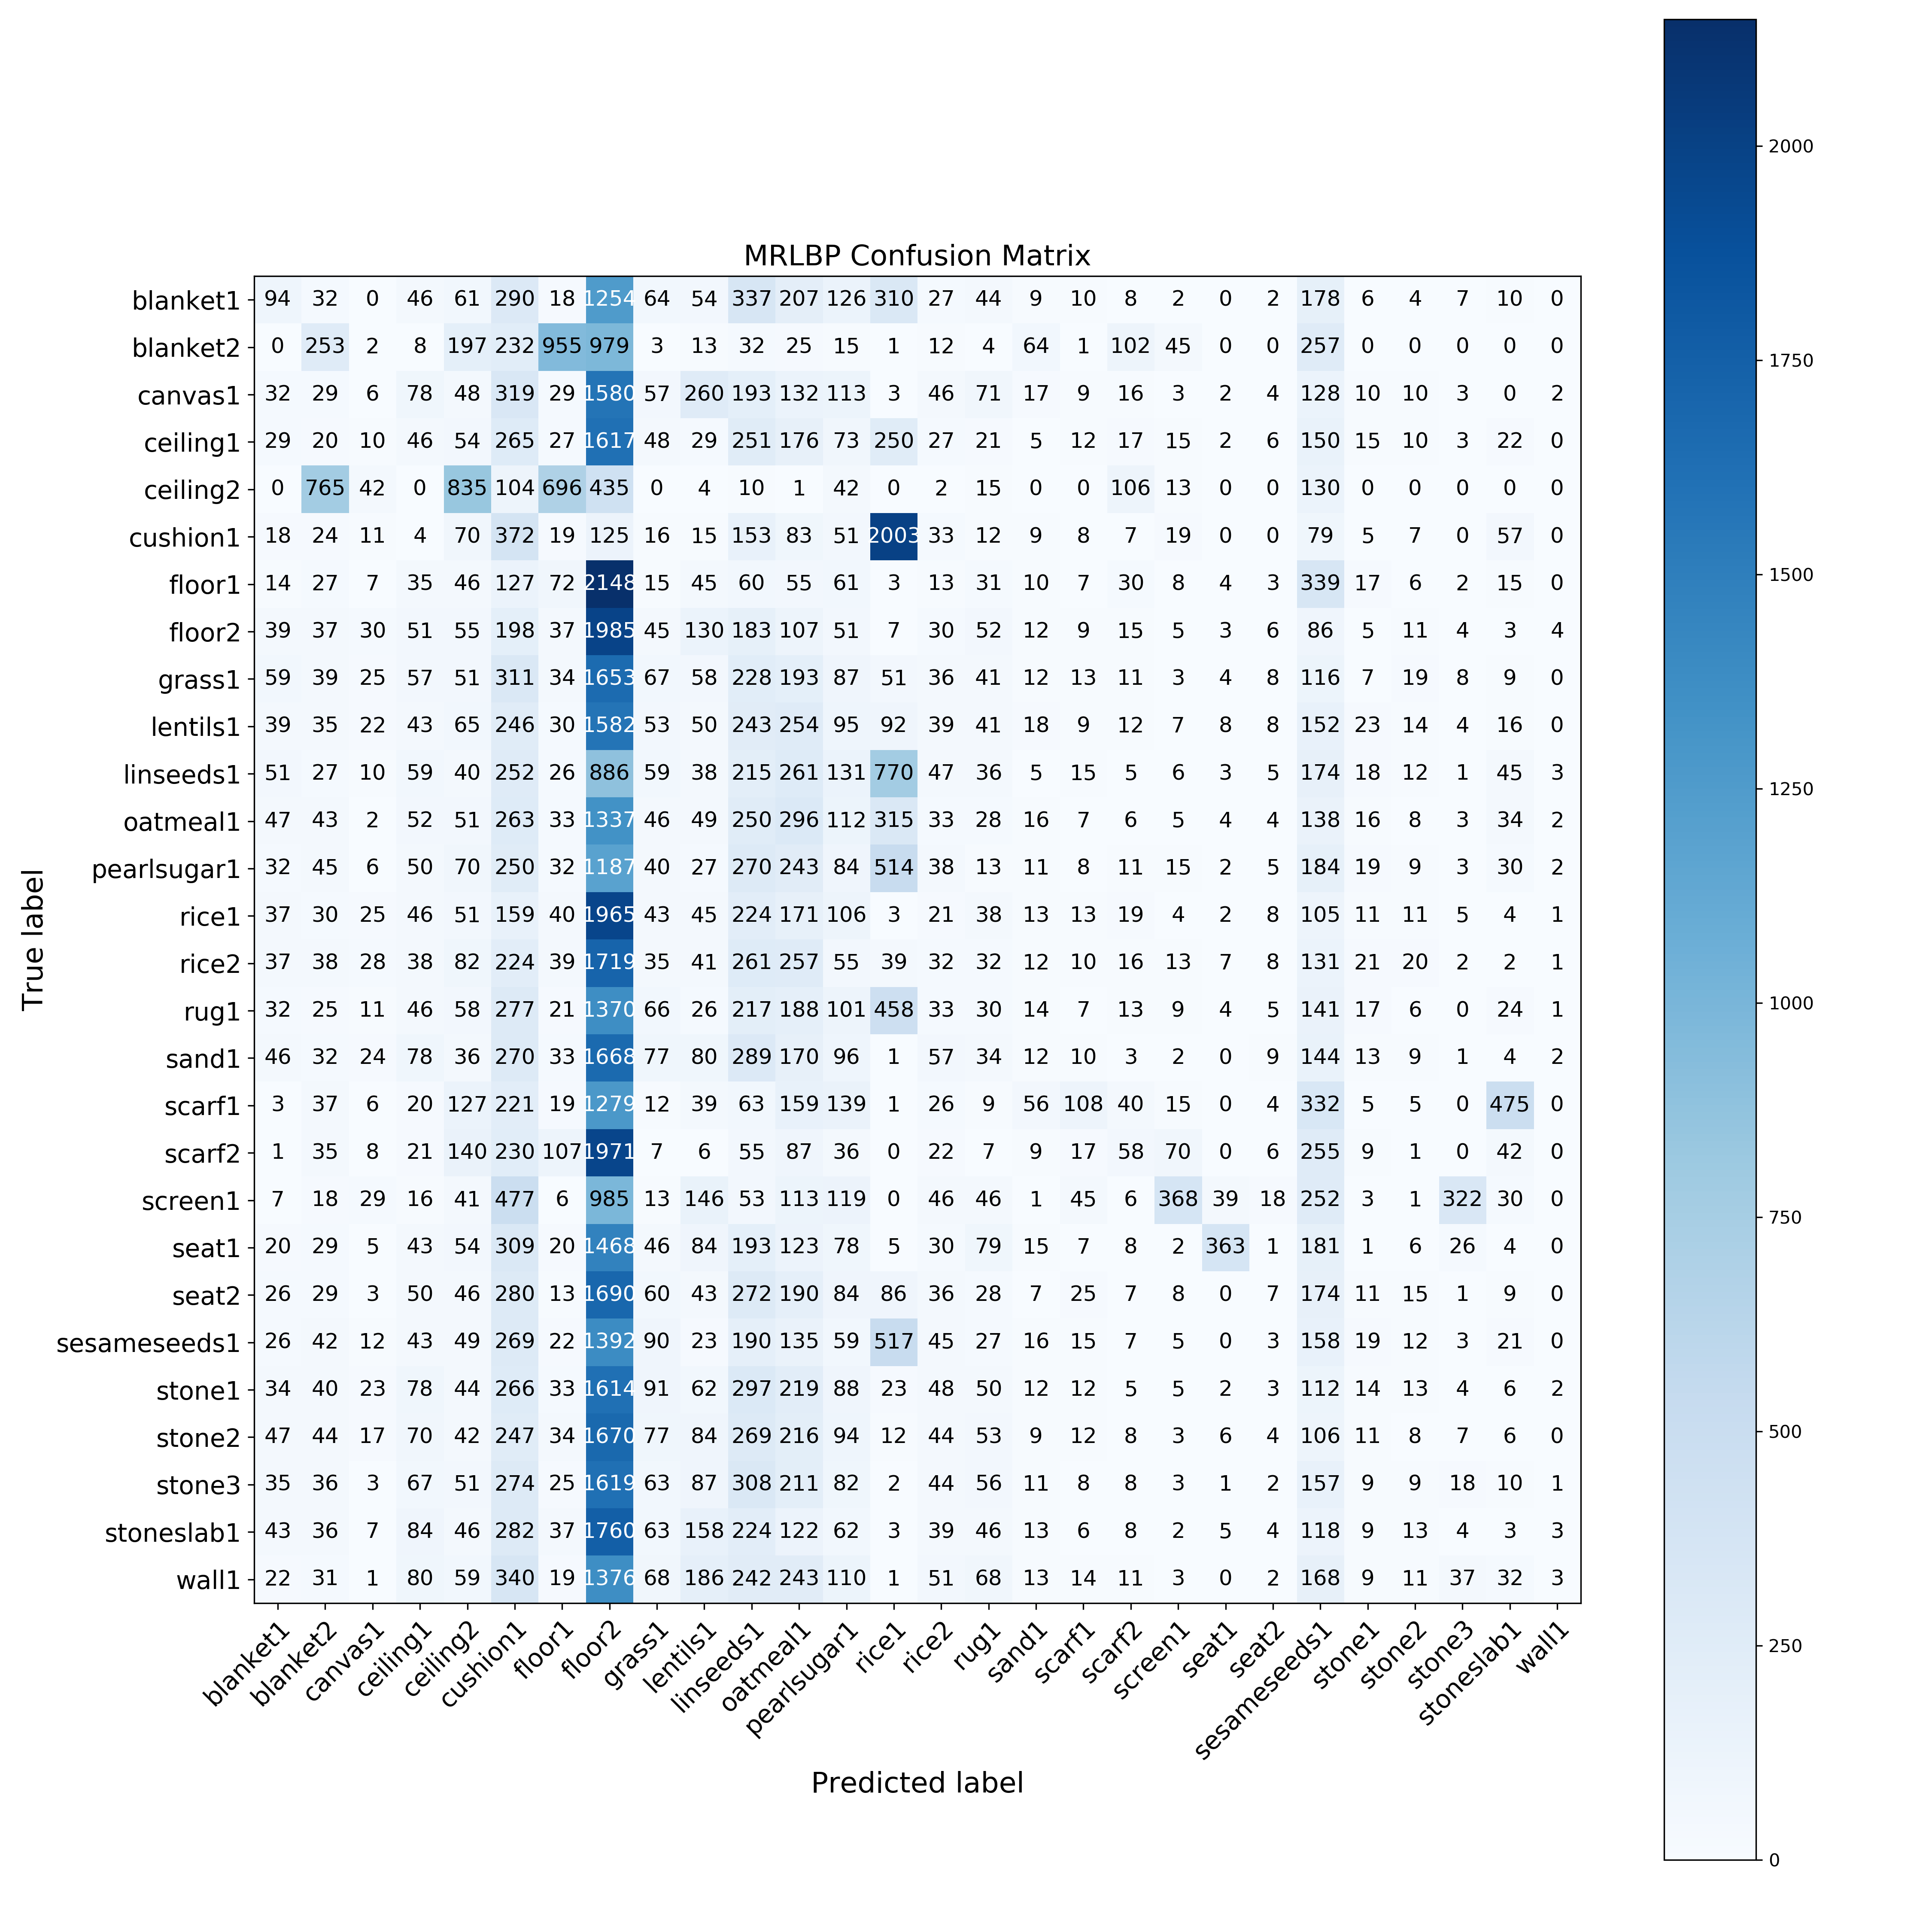 MRLBP Confusion Matrix
blanket1 94 32 0 46 61 290 18 1254 64 54 337 207 126 310 27 44 9 10 8 2 0 2 178 6 4 7 10 0
blanket2 0 253 2 8 197 232 955 979 3 13 32 25 15 1 12 4 64 1 102 45 0 0 257 0 0 0 0 0
canvas1 32 29 6 78 48 319 29 1580 57 260 193 132 113 3 46 71 17 9 16 3 2 4 128 10 10 3 0 2
ceiling1 29 20 10 46 54 265 27 1617 48 29 251 176 73 250 27 21 5 12 17 15 2 6 150 15 10 3 22 0
ceiling2 0 765 42 0 835 104 696 435 0 4 10 1 42 0 2 15 0 0 106 13 0 0 130 0 0 0 0 0
cushion1 18 24 11 4 70 372 19 125 16 15 153 83 51 2003 33 12 9 8 7 19 0 0 79 5 7 0 57 0
floor1 14 27 7 35 46 127 72 2148 15 45 60 55 61 3 13 31 10 7 30 8 4 3 339 17 6 2 15 0
floor2 39 37 30 51 55 198 37 1985 45 130 183 107 51 7 30 52 12 9 15 5 3 6 86 5 11 4 3 4
grass1 59 39 25 57 51 311 34 1653 67 58 228 193 87 51 36 41 12 13 11 3 4 8 116 7 19 8 9 0
lentils1 39 35 22 43 65 246 30 1582 53 50 243 254 95 92 39 41 18 9 12 7 8 8 152 23 14 4 16 0
linseeds1 51 27 10 59 40 252 26 886 59 38 215 261 131 770 47 36 5 15 5 6 3 5 174 18 12 1 45 3
oatmeal1 47 43 2 52 51 263 33 1337 46 49 250 296 112 315 33 28 16 7 6 5 4 4 138 16 8 3 34 2
pearlsugar1 32 45 6 50 70 250 32 1187 40 27 270 243 84 514 38 13 11 8 11 15 2 5 184 19 9 3 30 2
rice1 37 30 25 46 51 159 40 1965 43 45 224 171 106 3 21 38 13 13 19 4 2 8 105 11 11 5 4 1
rice2 37 38 28 38 82 224 39 1719 35 41 261 257 55 39 32 32 12 10 16 13 7 8 131 21 20 2 2 1
rug1 32 25 11 46 58 277 21 1370 66 26 217 188 101 458 33 30 14 7 13 9 4 5 141 17 6 0 24 1
sand1 46 32 24 78 36 270 33 1668 77 80 289 170 96 1 57 34 12 10 3 2 0 9 144 13 9 1 4 2
scarf1 3 37 6 20 127 221 19 1279 12 39 63 159 139 1 26 9 56 108 40 15 0 4 332 5 5 0 475 0
scarf2 1 35 8 21 140 230 107 1971 7 6 55 87 36 0 22 7 9 17 58 70 0 6 255 9 1 0 42 0
screen1 7 18 29 16 41 477 6 985 13 146 53 113 119 0 46 46 1 45 6 368 39 18 252 3 1 322 30 0
seat1 20 29 5 43 54 309 20 1468 46 84 193 123 78 5 30 79 15 7 8 2 363 1 181 1 6 26 4 0
seat2 26 29 3 50 46 280 13 1690 60 43 272 190 84 86 36 28 7 25 7 8 0 7 174 11 15 1 9 0
sesameseeds1 26 42 12 43 49 269 22 1392 90 23 190 135 59 517 45 27 16 15 7 5 0 3 158 19 12 3 21 0
stone1 34 40 23 78 44 266 33 1614 91 62 297 219 88 23 48 50 12 12 5 5 2 3 112 14 13 4 6 2
stone2 47 44 17 70 42 247 34 1670 77 84 269 216 94 12 44 53 9 12 8 3 6 4 106 11 8 7 6 0
stone3 35 36 3 67 51 274 25 1619 63 87 308 211 82 2 44 56 11 8 8 3 1 2 157 9 9 18 10 1
stoneslab1 43 36 7 84 46 282 37 1760 63 158 224 122 62 3 39 46 13 6 8 2 5 4 118 9 13 4 3 3
wall1 22 31 1 80 59 340 19 1376 68 186 242 243 110 1 51 68 13 14 11 3 0 2 168 9 11 37 32 3
blanket1 blanket2 canvas1 ceiling1 ceiling2 cushion1 floor1 floor2 grass1 lentils1 linseeds1 oatmeal1 pearlsugar1 rice1 rice2 rug1 sand1 scarf1 scarf2 screen1 seat1 seat2 sesameseeds1 stone1 stone2 stone3 stoneslab1 wall1
Predicted label
True label
2000
1750
1500
1250
1000
750
500
250
0